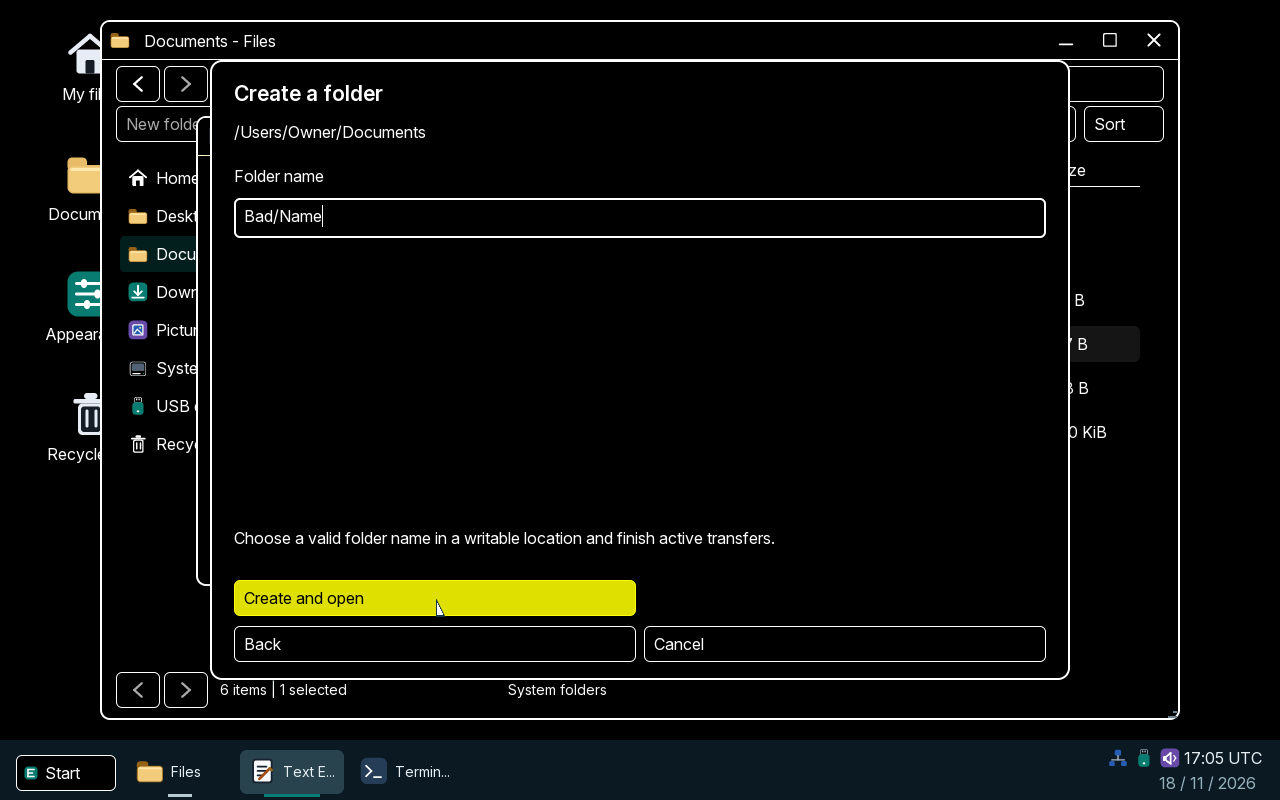 Documents - Files
My fil
New folde
Sort
Create a folder
/Users/Owner/Documents
Folder name
Bad/Name
Home
Deskt
Docu
Down
Pictur
Syste
USB
Recy
Docum
Appeara
Recycle
ze
B
B
B
0 KiB
Choose a valid folder name in a writable location and finish active transfers.
Create and open
Back
Cancel
6 items | 1 selected
System folders
Start
Files
Text E...
Termin...
17:05 UTC
18 / 11 / 2026